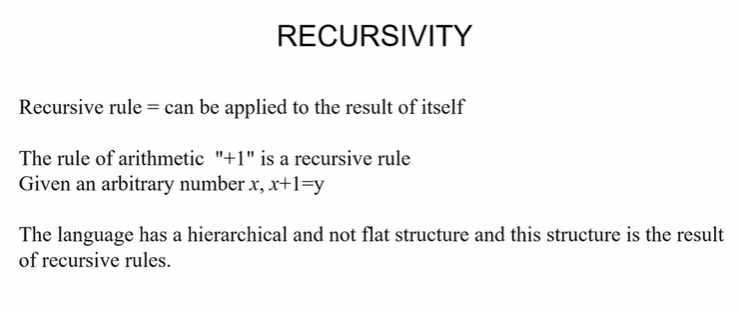 RECURSIVITY
Recursive rule = can be applied to the result of itself
The rule of arithmetic "+1" is a recursive rule
Given an arbitrary number x, x+1=y
The language has a hierarchical and not flat structure and this structure is the result
of recursive rules.